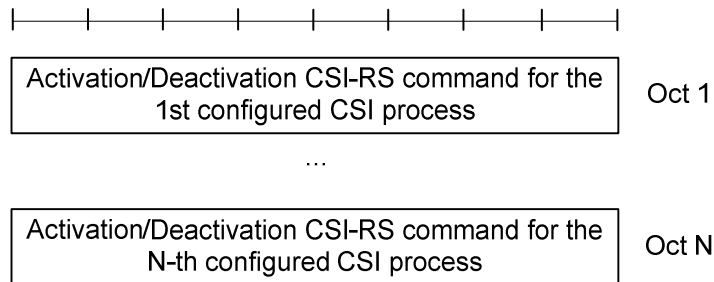 Activation/Deactivation CSI-RS command for the
1st configured CSI process
Oct 1
...
Activation/Deactivation CSI-RS command for the
N-th configured CSI process
Oct N